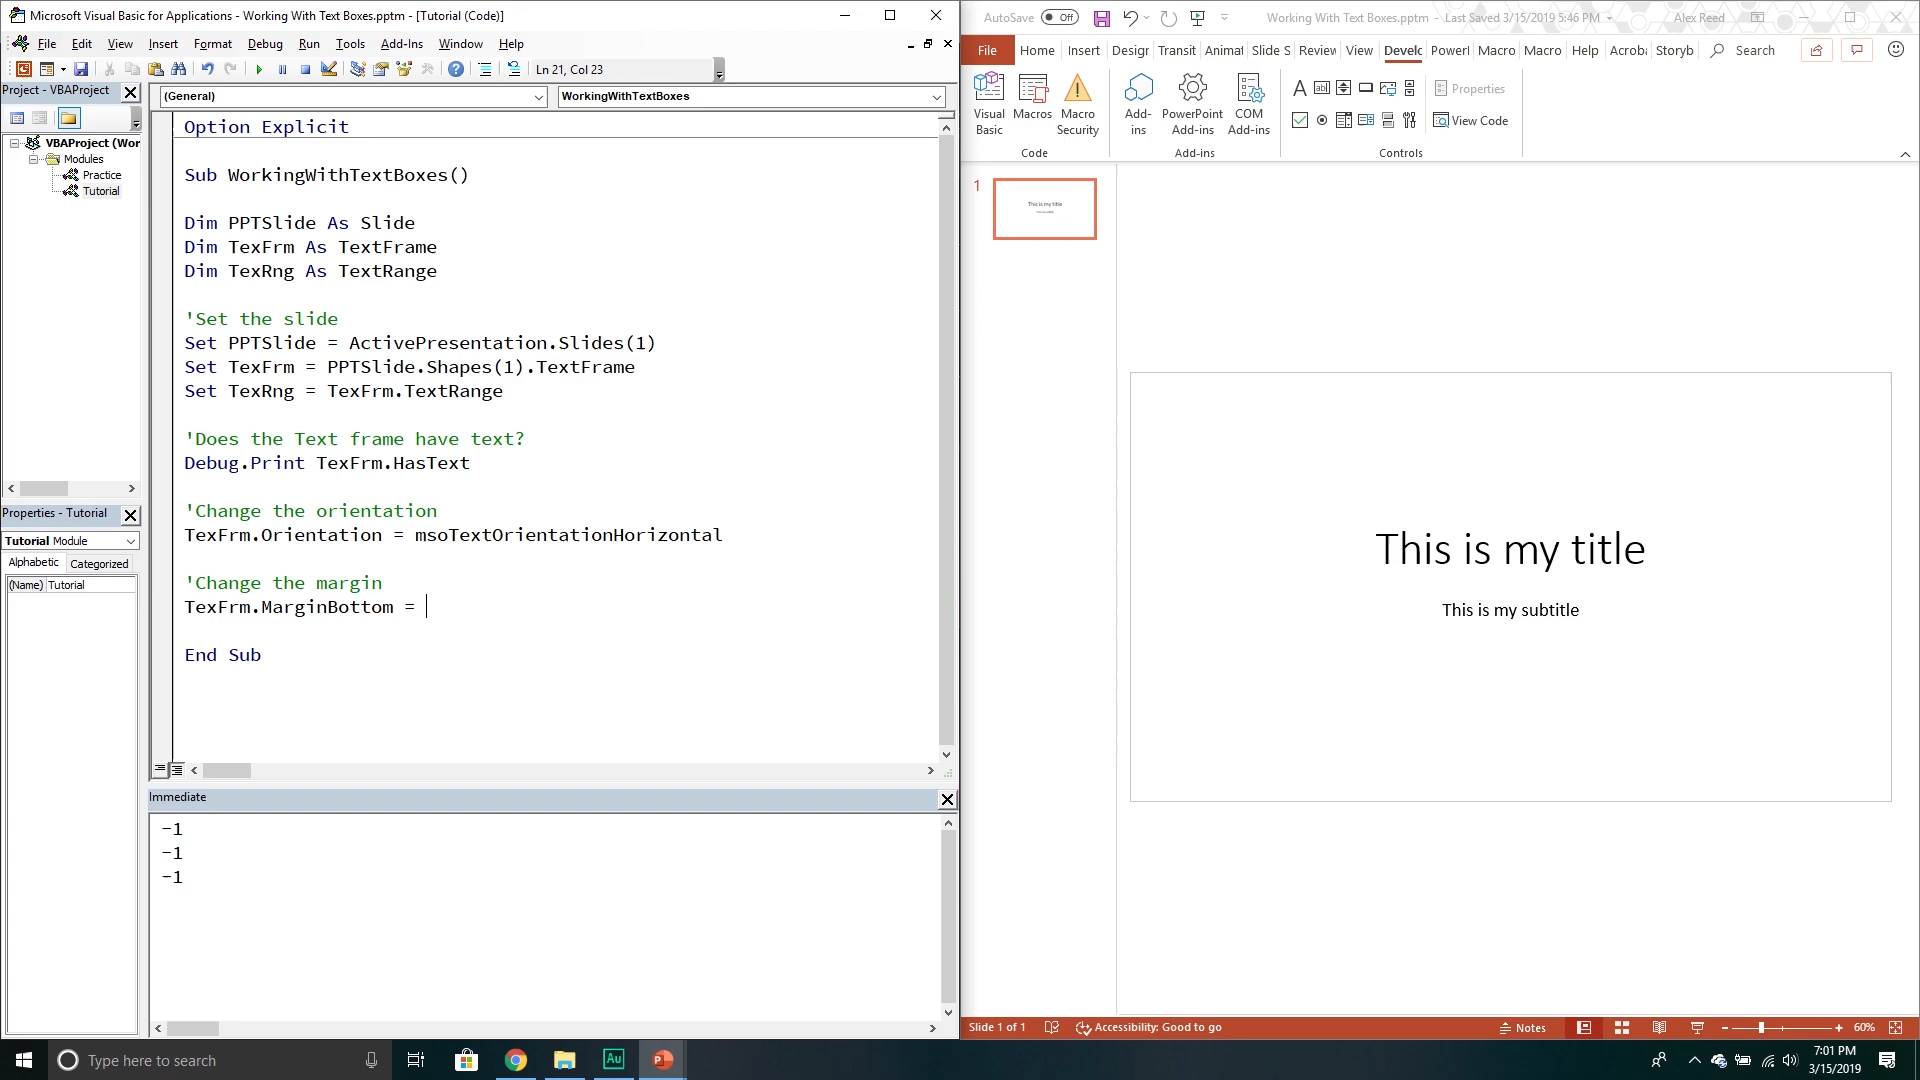 Microsoft Visual Basic for Applications - Working With Text Boxes.pptm - [Tutorial (Code)]
File Edit View Insert Format Debug Run Tools Add-Ins Window Help
Ln 21, Col 23
Project - VBAProject
VBAProject (Wor
Modules
Practice
Tutorial
Properties - Tutorial
Tutorial Module
Alphabetic Categorized
(Name) Tutorial
(General) WorkingWithTextBoxes
Option Explicit
Sub WorkingWithTextBoxes()
Dim PPTSlide As Slide
Dim TexFrm As TextFrame
Dim TexRng As TextRange
'Set the slide
Set PPTSlide = ActivePresentation.Slides(1)
Set TexFrm = PPTSlide.Shapes(1).TextFrame
Set TexRng = TexFrm.TextRange
'Does the Text frame have text?
Debug.Print TexFrm.HasText
'Change the orientation
TexFrm.Orientation = msoTextOrientationHorizontal
'Change the margin
TexFrm.MarginBottom =
End Sub
Immediate
-1
-1
-1
AutoSave Off Working With Text Boxes.pptm - Last Saved 3/15/2019 5:46 PM Alex Reed
File Home Insert Design Transit Animat Slide S Review View Develo PowerI Macro Macro Help Acroba Storyb Search
Visual Basic Macros Macro Security
Code
Add-ins PowerPoint Add-ins COM Add-ins
Add-ins
A ab Properties
View Code
Controls
1
This is my title
This is my title
This is my subtitle
Slide 1 of 1 Accessibility: Good to go Notes 60%
Type here to search
Au
P
7:01 PM
3/15/2019